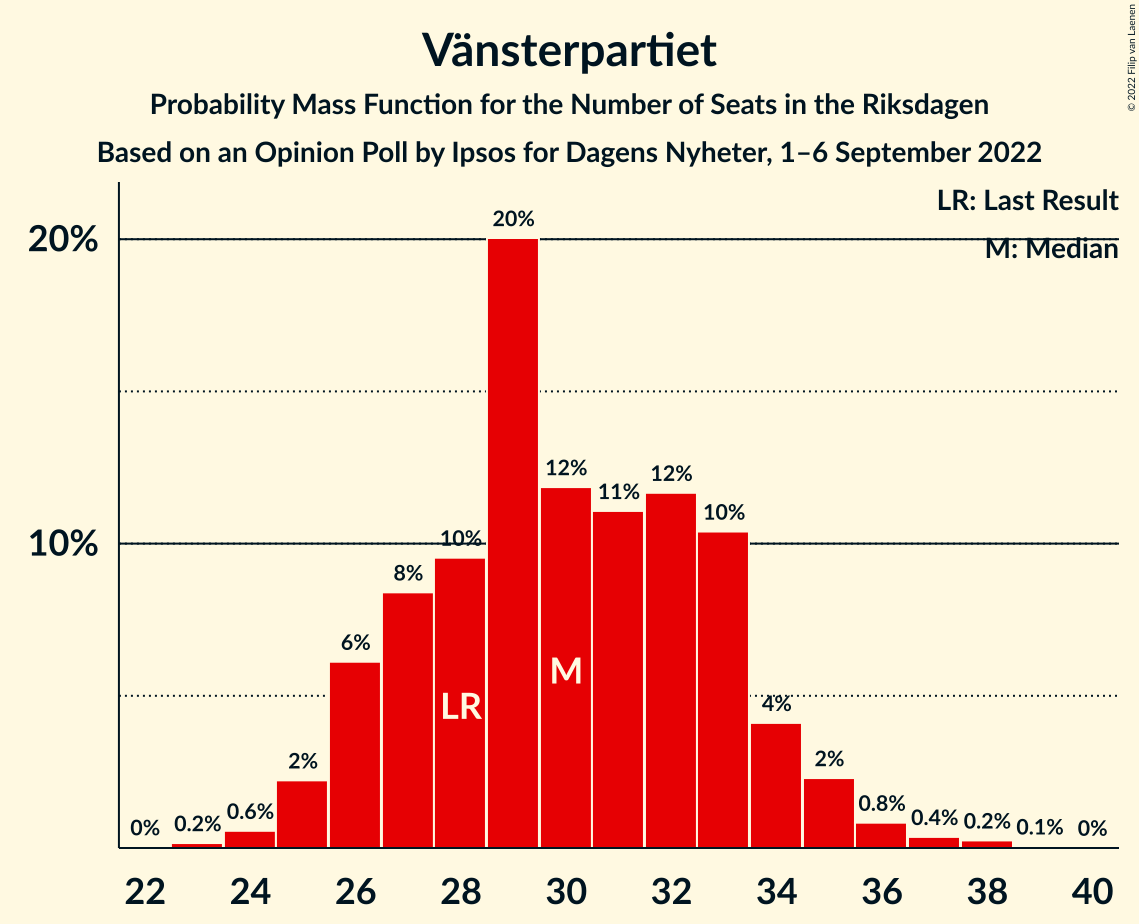 Vänsterpartiet
Probability Mass Function for the Number of Seats in the Riksdagen
Based on an Opinion Poll by Ipsos for Dagens Nyheter, 1–6 September 2022
© 2022 Filip van Laenen
LR: Last Result
M: Median
20%
10%
0%
0.2%
0.6%
2%
6%
8%
10%
20%
12%
11%
12%
10%
4%
2%
0.8%
0.4%
0.2%
0.1%
0%
LR
M
22 24 26 28 30 32 34 36 38 40